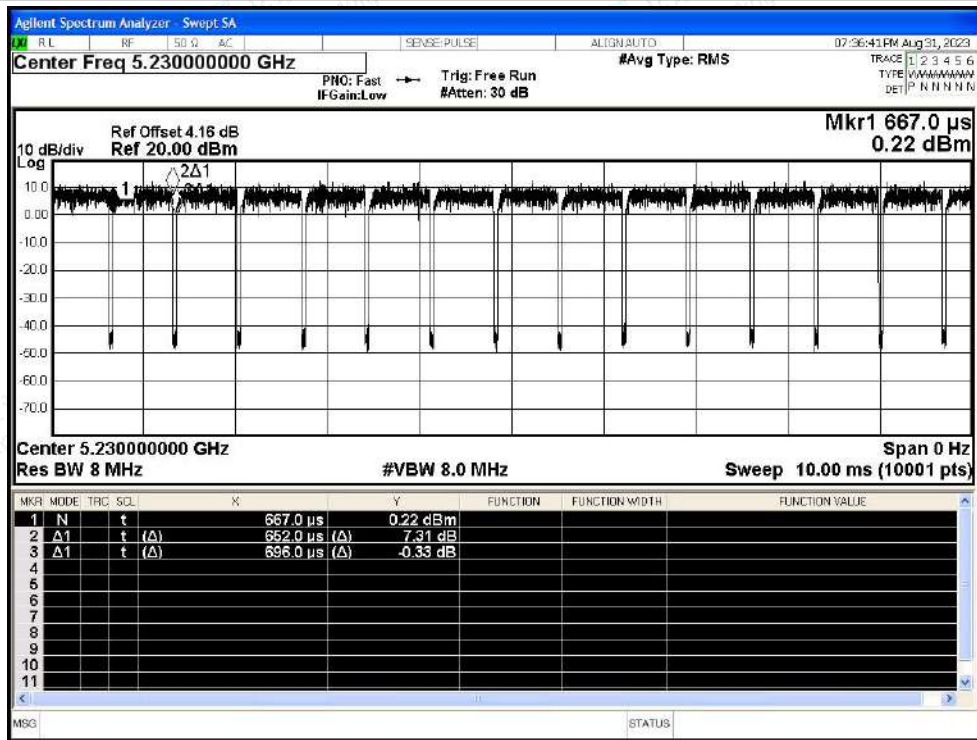 Agilent Spectrum Analyzer - Swept SA
LXI RL RF 50 Ω AC SENSE:PULSE ALIGN AUTO 07:36:41 PM Aug 31, 2023
Center Freq 5.230000000 GHz #Avg Type: RMS TRACE 1 2 3 4 5 6
PNO: Fast Trig: Free Run TYPE
IFGain:Low #Atten: 30 dB DET P N N N N N
Mkr1 667.0 µs
0.22 dBm
Ref Offset 4.16 dB
10 dB/div Ref 20.00 dBm
Log
2Δ1
10.0
1
0.00
-10.0
-20.0
-30.0
-40.0
-50.0
-60.0
-70.0
Center 5.230000000 GHz Span 0 Hz
Res BW 8 MHz #VBW 8.0 MHz Sweep 10.00 ms (10001 pts)
MKR MODE TRC SCL X Y FUNCTION FUNCTION WIDTH FUNCTION VALUE
1 N t 667.0 µs 0.22 dBm
2 Δ1 t (Δ) 652.0 µs (Δ) 7.31 dB
3 Δ1 t (Δ) 696.0 µs (Δ) -0.33 dB
4
5
6
7
8
9
10
11
MSG STATUS